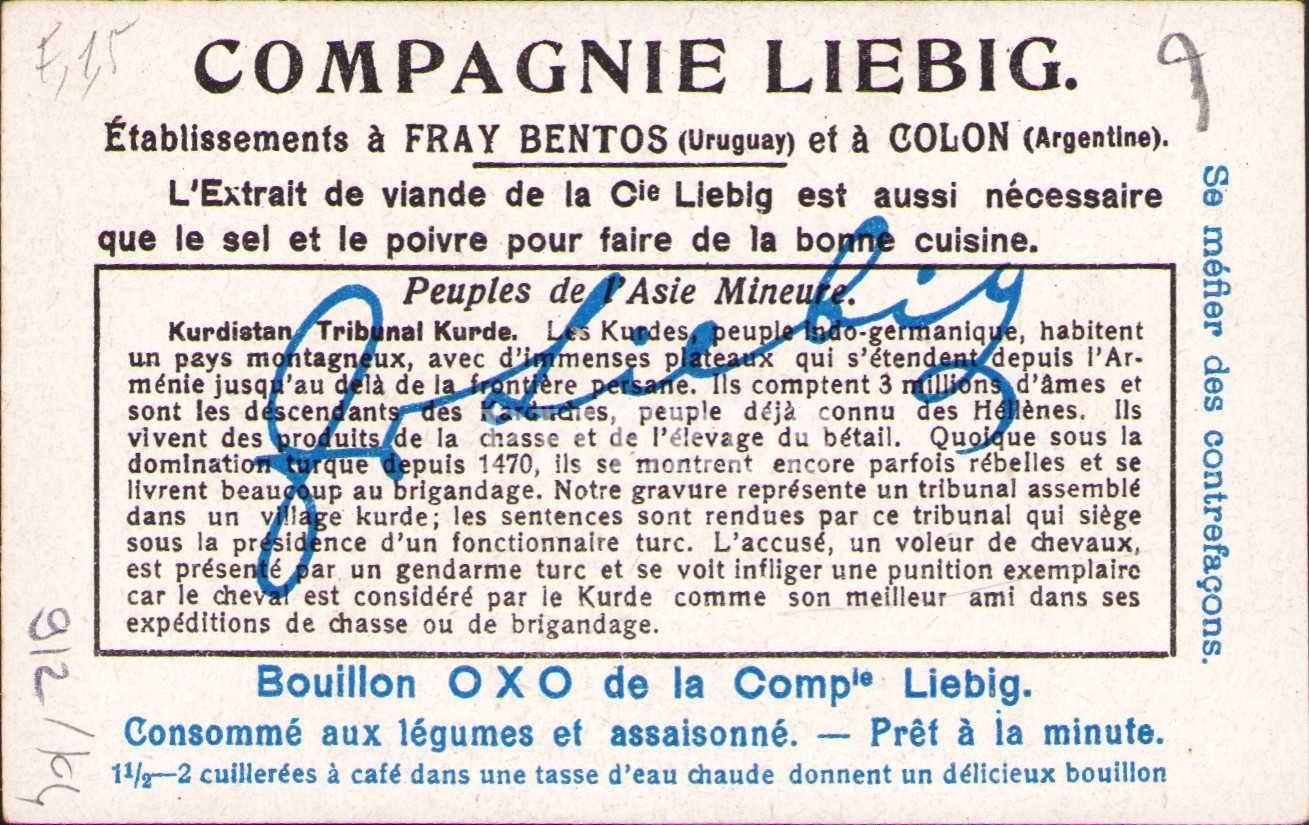 COMPAGNIE LIEBIG.
Établissements à FRAY BENTOS (Uruguay) et à COLON (Argentine).
L'Extrait de viande de la Cie Liebig est aussi nécessaire
que le sel et le poivre pour faire de la bonne cuisine.
Peuples de l'Asie Mineure.
Kurdistan, Tribunal Kurde. Les Kurdes, peuple indo-germanique, habitent
un pays montagneux, avec d'immenses plateaux qui s'étendent depuis l'Ar-
ménie jusqu'au delà de la frontière persane. Ils comptent 3 millions d'âmes et
sont les descendants des peuple déjà connu des Hellènes. Ils
vivent des produits de la chasse et de l'élevage du bétail. Quoique sous la
domination turque depuis 1470, ils se montrent encore parfois rébelles et se
livrent beaucoup au brigandage. Notre gravure représente un tribunal assemblé
dans un village kurde; les sentences sont rendues par ce tribunal qui siège
sous la présidence d'un fonctionnaire turc. L'accusé, un voleur de chevaux,
est présenté par un gendarme turc et se voit infliger une punition exemplaire
car le cheval est considéré par le Kurde comme son meilleur ami dans ses
expéditions de chasse ou de brigandage.
J. v. Liebig
Bouillon OXO de la Compie Liebig.
Consommé aux légumes et assaisonné. — Prêt à la minute.
1 1/2—2 cuillerées à café dans une tasse d'eau chaude donnent un délicieux bouillon
Se méfier des contrefaçons.
9
912